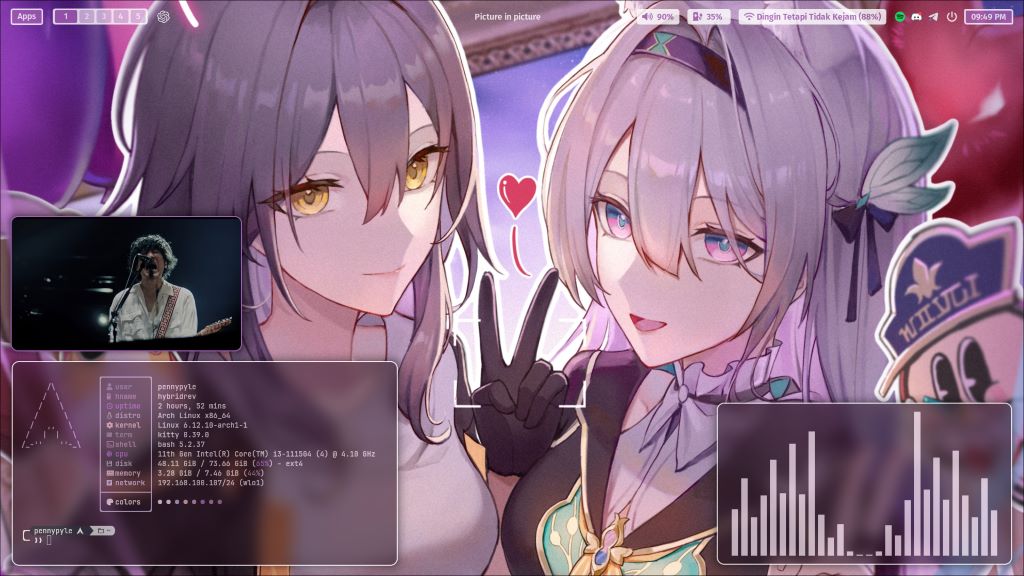 Apps
1 2 3 4 5
Picture in picture
90%
35%
Dingin Tetapi Tidak Kejam (88%)
09:49 PM
user pennypyle
hname hybridrev
uptime 2 hours, 52 mins
distro Arch Linux x86_64
kernel Linux 6.12.10-arch1-1
term kitty 0.39.0
shell bash 5.2.37
cpu 11th Gen Intel(R) Core(TM) i3-1115G4 (4) @ 4.10 GHz
disk 48.11 GiB / 73.66 GiB (65%) - ext4
memory 3.28 GiB / 7.46 GiB (44%)
network 192.168.100.187/24 (wlo1)
colors
pennypyle ~